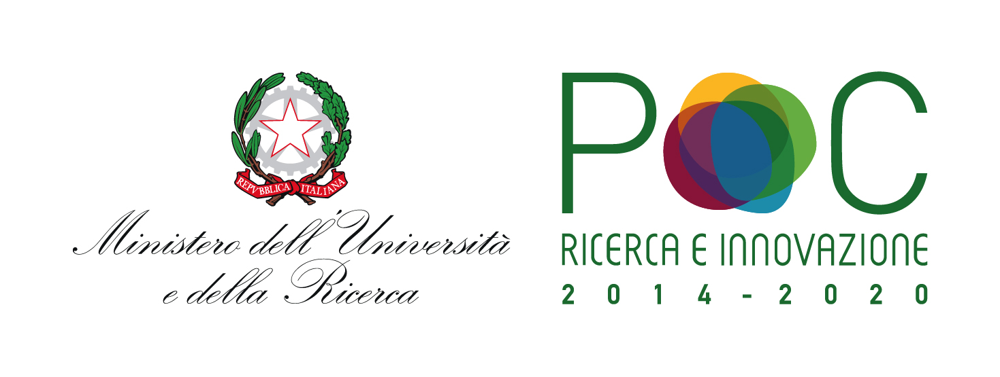 REPVBBLICA ITALIANA
Ministero dell'Università
e della Ricerca
POC
RICERCA E INNOVAZIONE
2014-2020